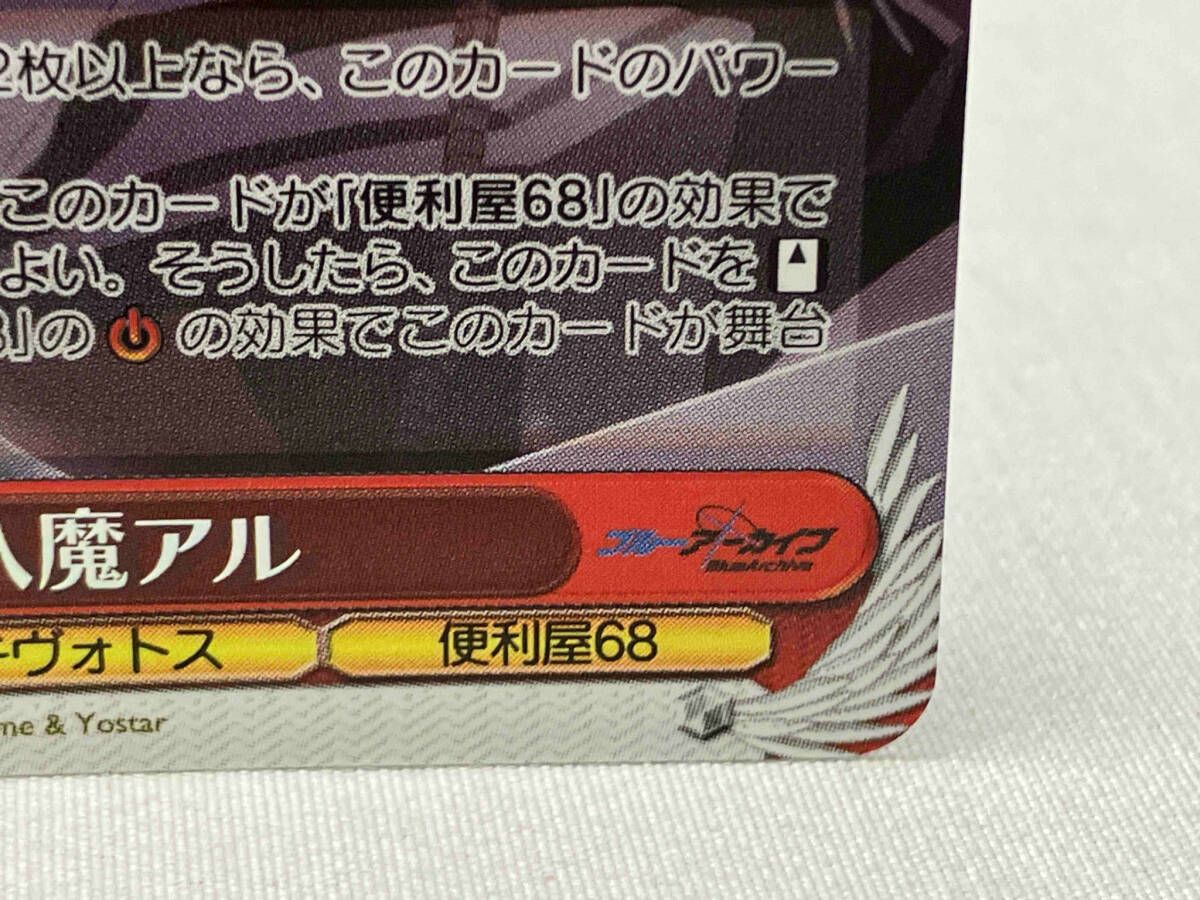 2枚以上なら、このカードのパワー
このカードが「便利屋68」の効果で
よい。そうしたら、このカードを
」の の効果でこのカードが舞台
魔アル
ブルーアーカイブ
BlueArchive
ヴォトス
便利屋68
me & Yostar